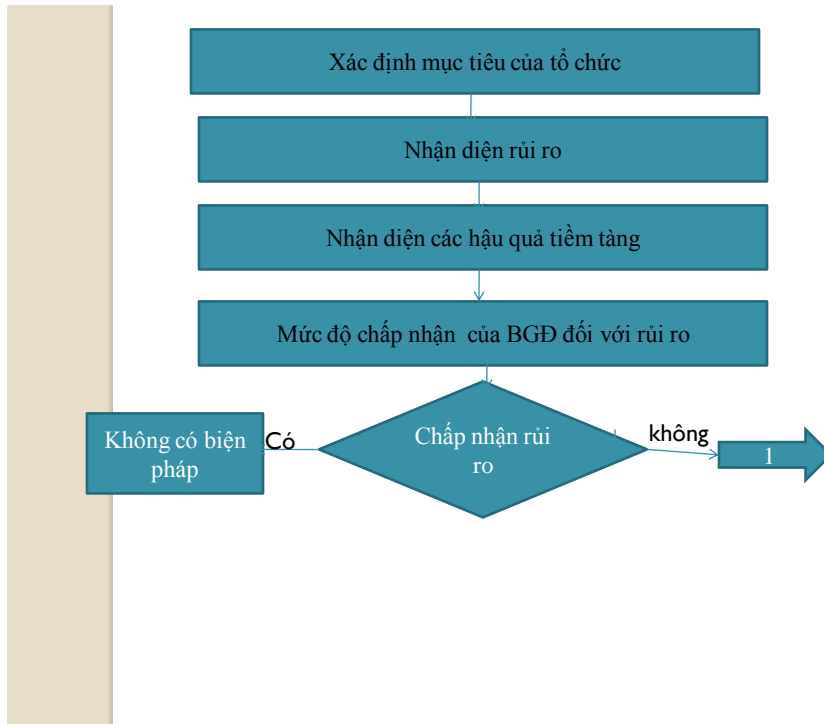 Xác định mục tiêu của tổ chức
Nhận diện rủi ro
Nhận diện các hậu quả tiềm tàng
Mức độ chấp nhận của BGĐ đối với rủi ro
Không có biện
pháp
Có
Chấp nhận rủi
ro
không
1